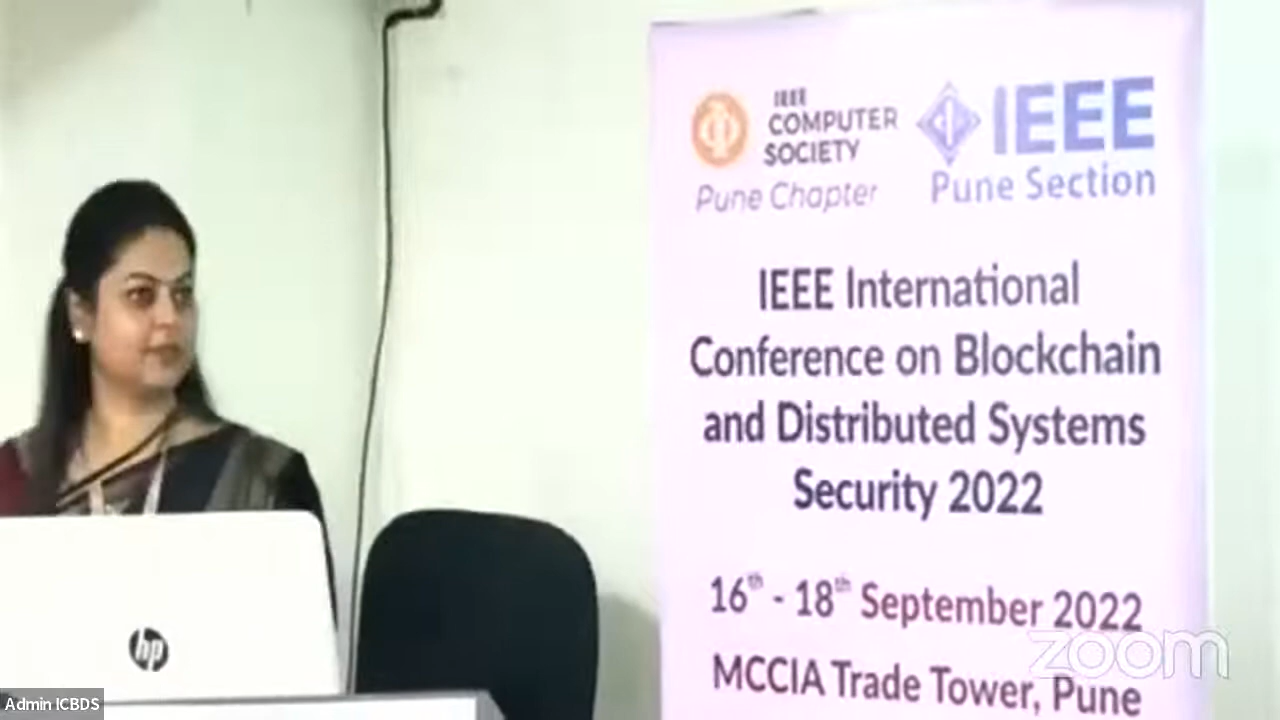 IEEE
COMPUTER
SOCIETY
Pune Chapter
IEEE
Pune Section
IEEE International
Conference on Blockchain
and Distributed Systems
Security 2022
16th - 18th September 2022
MCCIA Trade Tower, Pune
zoom
hp
Admin ICBDS